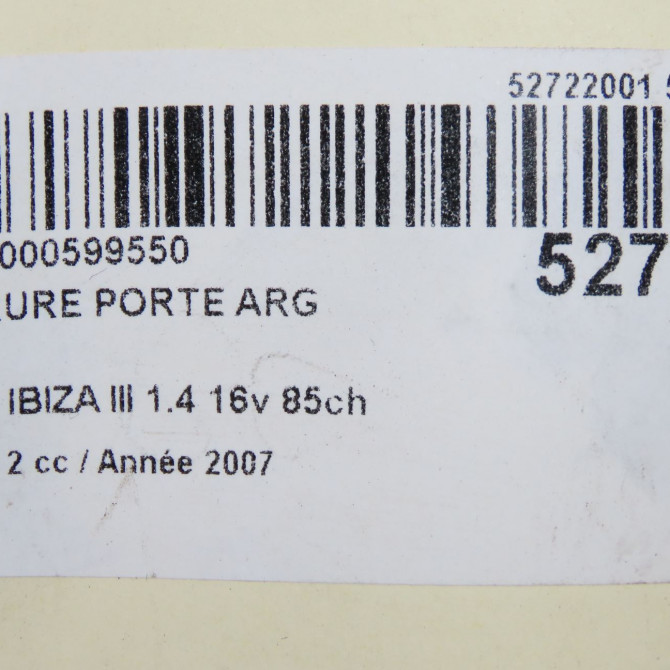 52722001 5
000599550
527
URE PORTE ARG
IBIZA III 1.4 16v 85ch
2 cc / Année 2007